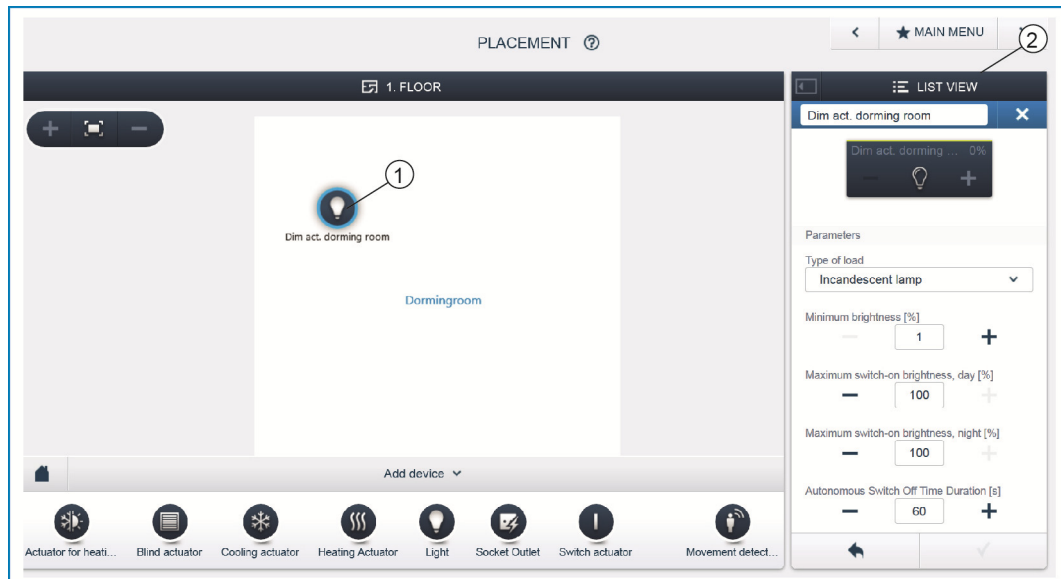 PLACEMENT ?
MAIN MENU
2
1. FLOOR
LIST VIEW
Dim act. dorming room
Dim act. dorming ... 0%
1
Dim act. dorming room
Dormingroom
Parameters
Type of load
Incandescent lamp
Minimum brightness [%]
1
Maximum switch-on brightness, day [%]
100
Maximum switch-on brightness, night [%]
100
Autonomous Switch Off Time Duration [s]
60
Add device
Actuator for heati...
Blind actuator
Cooling actuator
Heating Actuator
Light
Socket Outlet
Switch actuator
Movement detect...